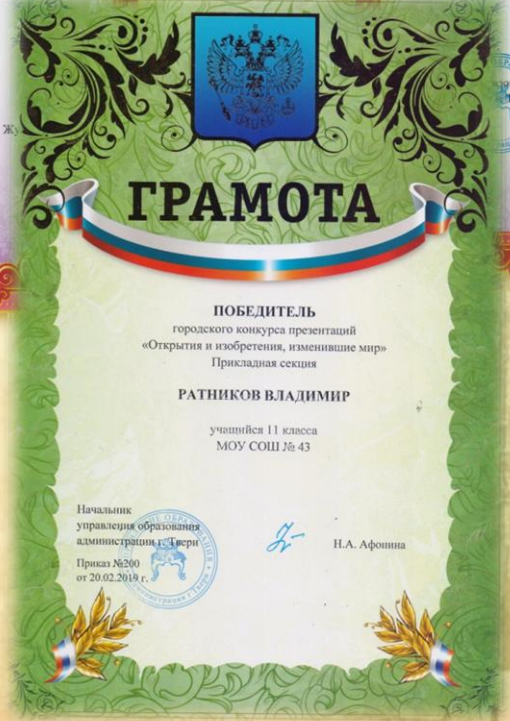 ГРАМОТА
ПОБЕДИТЕЛЬ
городского конкурса презентаций
«Открытия и изобретения, изменившие мир»
Прикладная секция
РАТНИКОВ ВЛАДИМИР
учащийся 11 класса
МОУ СОШ № 43
Начальник
управления образования
администрации г. Твери
Н.А. Афонина
Приказ №200
от 20.02.2019 г.